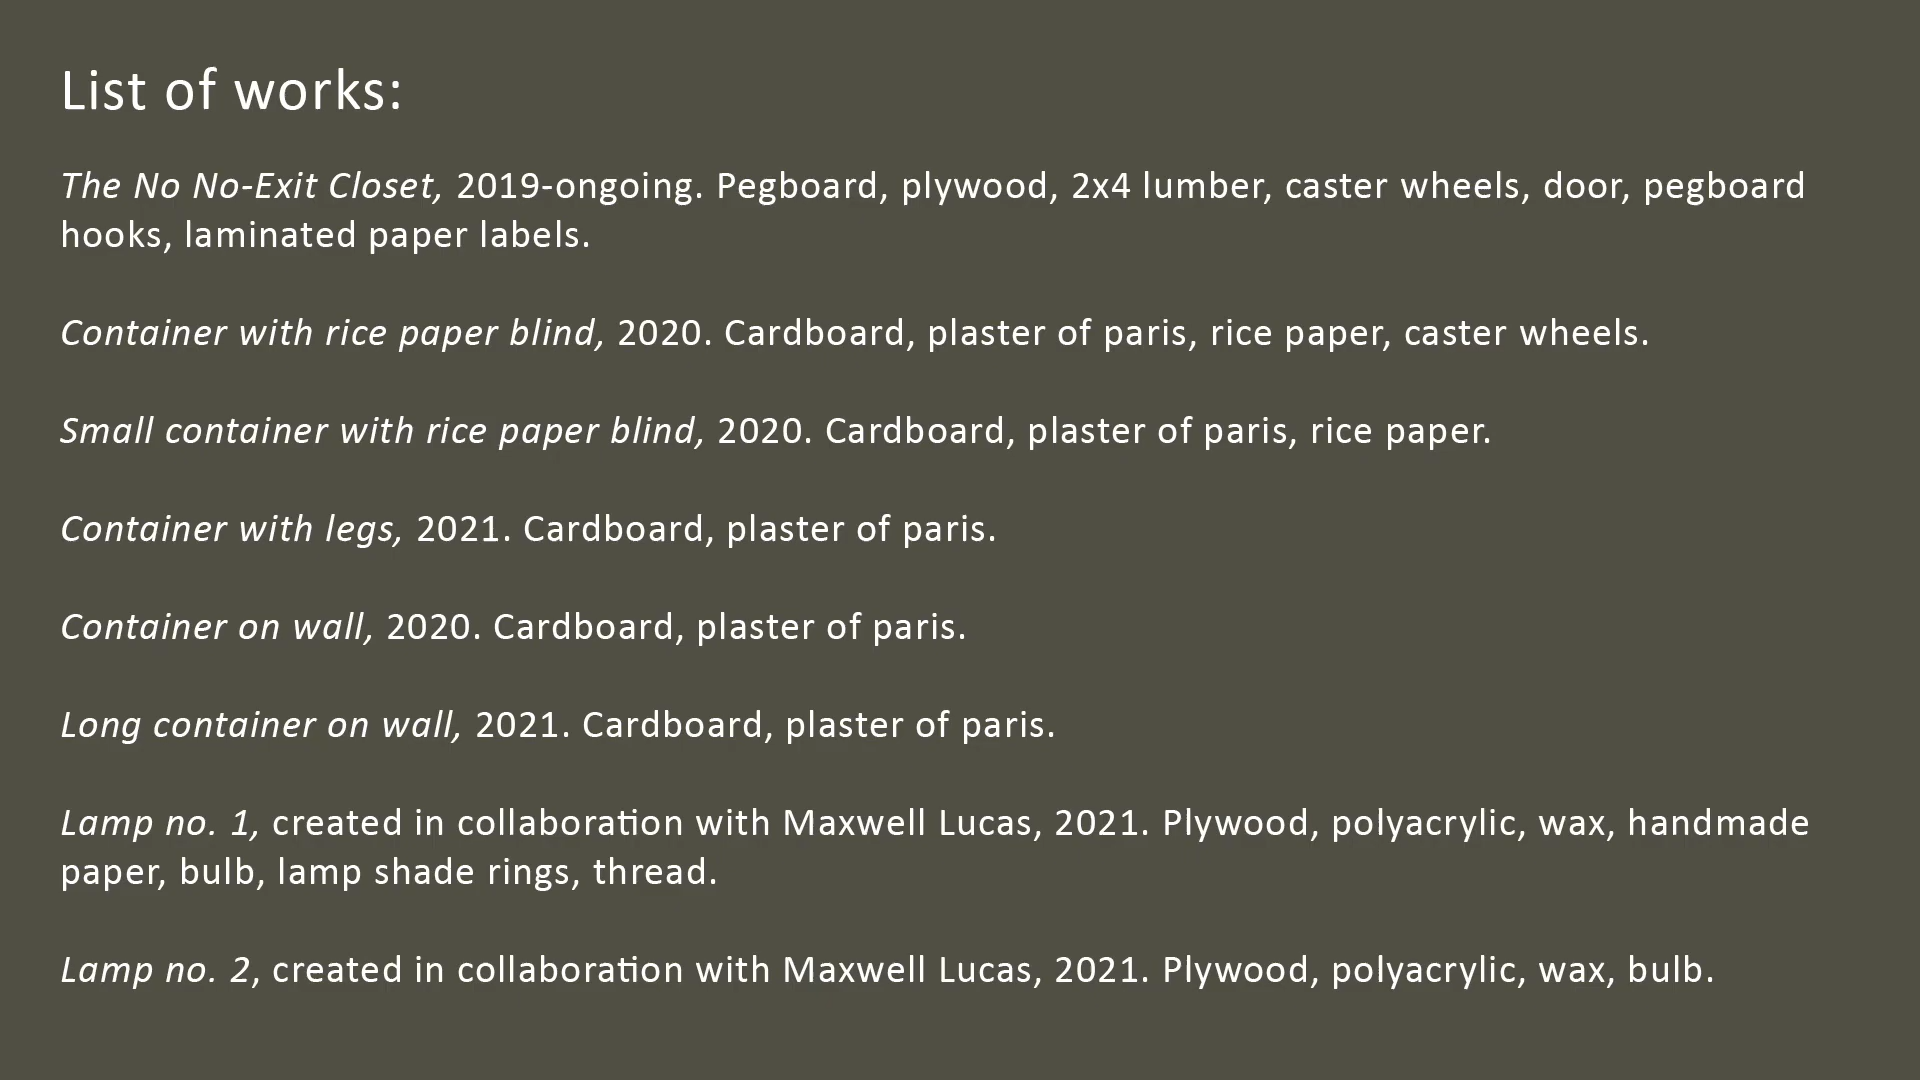 List of works:
The No No-Exit Closet, 2019-ongoing. Pegboard, plywood, 2x4 lumber, caster wheels, door, pegboard
hooks, laminated paper labels.
Container with rice paper blind, 2020. Cardboard, plaster of paris, rice paper, caster wheels.
Small container with rice paper blind, 2020. Cardboard, plaster of paris, rice paper.
Container with legs, 2021. Cardboard, plaster of paris.
Container on wall, 2020. Cardboard, plaster of paris.
Long container on wall, 2021. Cardboard, plaster of paris.
Lamp no. 1, created in collaboration with Maxwell Lucas, 2021. Plywood, polyacrylic, wax, handmade
paper, bulb, lamp shade rings, thread.
Lamp no. 2, created in collaboration with Maxwell Lucas, 2021. Plywood, polyacrylic, wax, bulb.